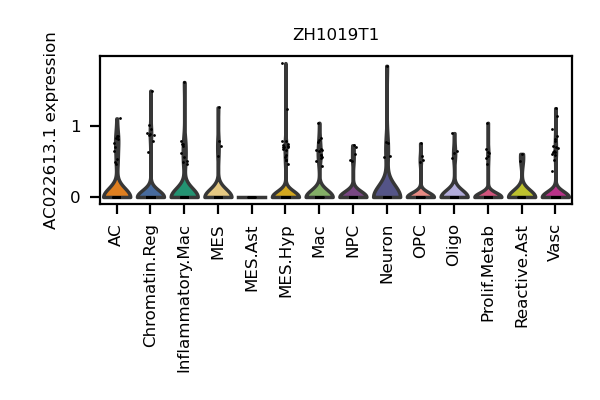 ZH1019T1
AC022613.1 expression
1
0
AC
Chromatin.Reg
Inflammatory.Mac
MES
MES.Ast
MES.Hyp
Mac
NPC
Neuron
OPC
Oligo
Prolif.Metab
Reactive.Ast
Vasc